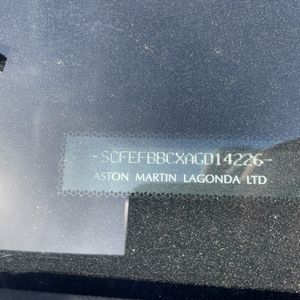 -SCFEFBBCXAGD14226-
ASTON MARTIN LAGONDA LTD